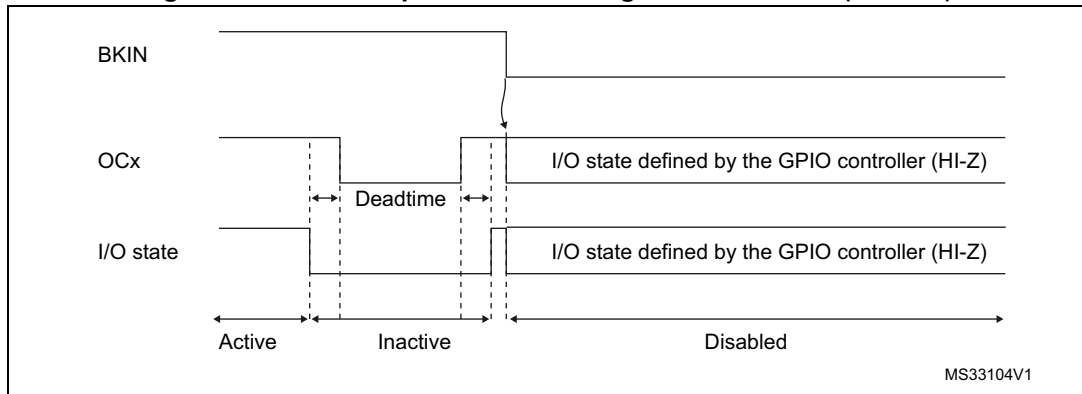 BKIN
OCx
I/O state defined by the GPIO controller (HI-Z)
Deadtime
I/O state
I/O state defined by the GPIO controller (HI-Z)
Active
Inactive
Disabled
MS33104V1